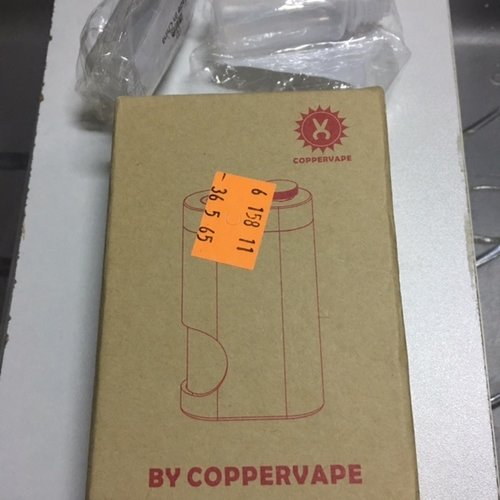 COPPERVAPE
6 158 11
- 36 5 65
BY COPPERVAPE